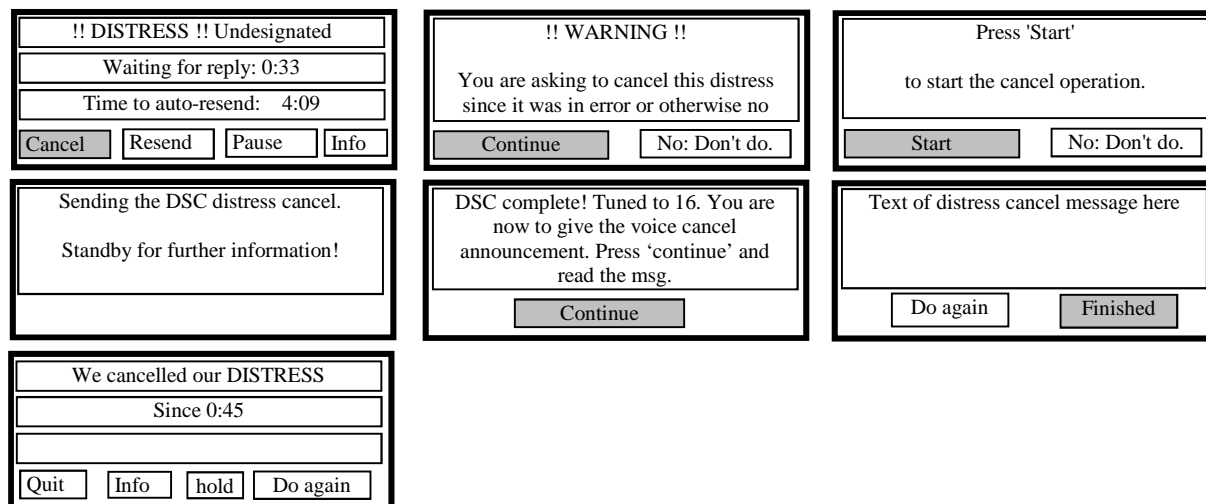 !! DISTRESS !! Undesignated
Waiting for reply: 0:33
Time to auto-resend: 4:09
Cancel Resend Pause Info
!! WARNING !!
You are asking to cancel this distress
since it was in error or otherwise no
Continue No: Don't do.
Press 'Start'
to start the cancel operation.
Start No: Don't do.
Sending the DSC distress cancel.
Standby for further information!
DSC complete! Tuned to 16. You are
now to give the voice cancel
announcement. Press ‘continue’ and
read the msg.
Continue
Text of distress cancel message here
Do again Finished
We cancelled our DISTRESS
Since 0:45
Quit Info hold Do again